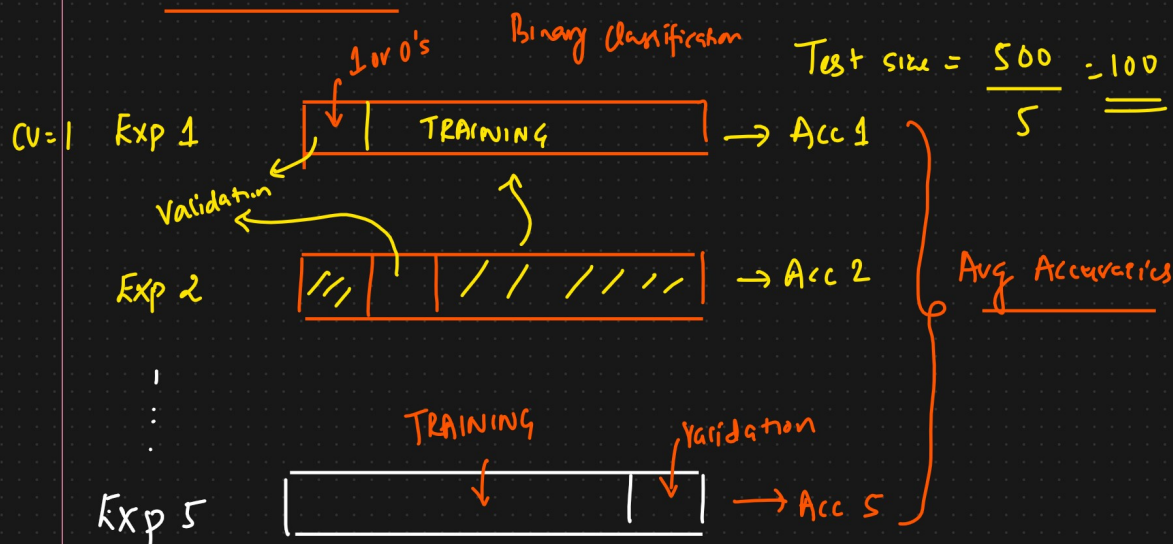 Binary Classification
1 or 0's
Test size = 500 / 5 = 100
CV=1 Exp 1 TRAINING → Acc 1
Validation
Exp 2 → Acc 2
Avg Accuracies
TRAINING
Validation
Exp 5 → Acc 5